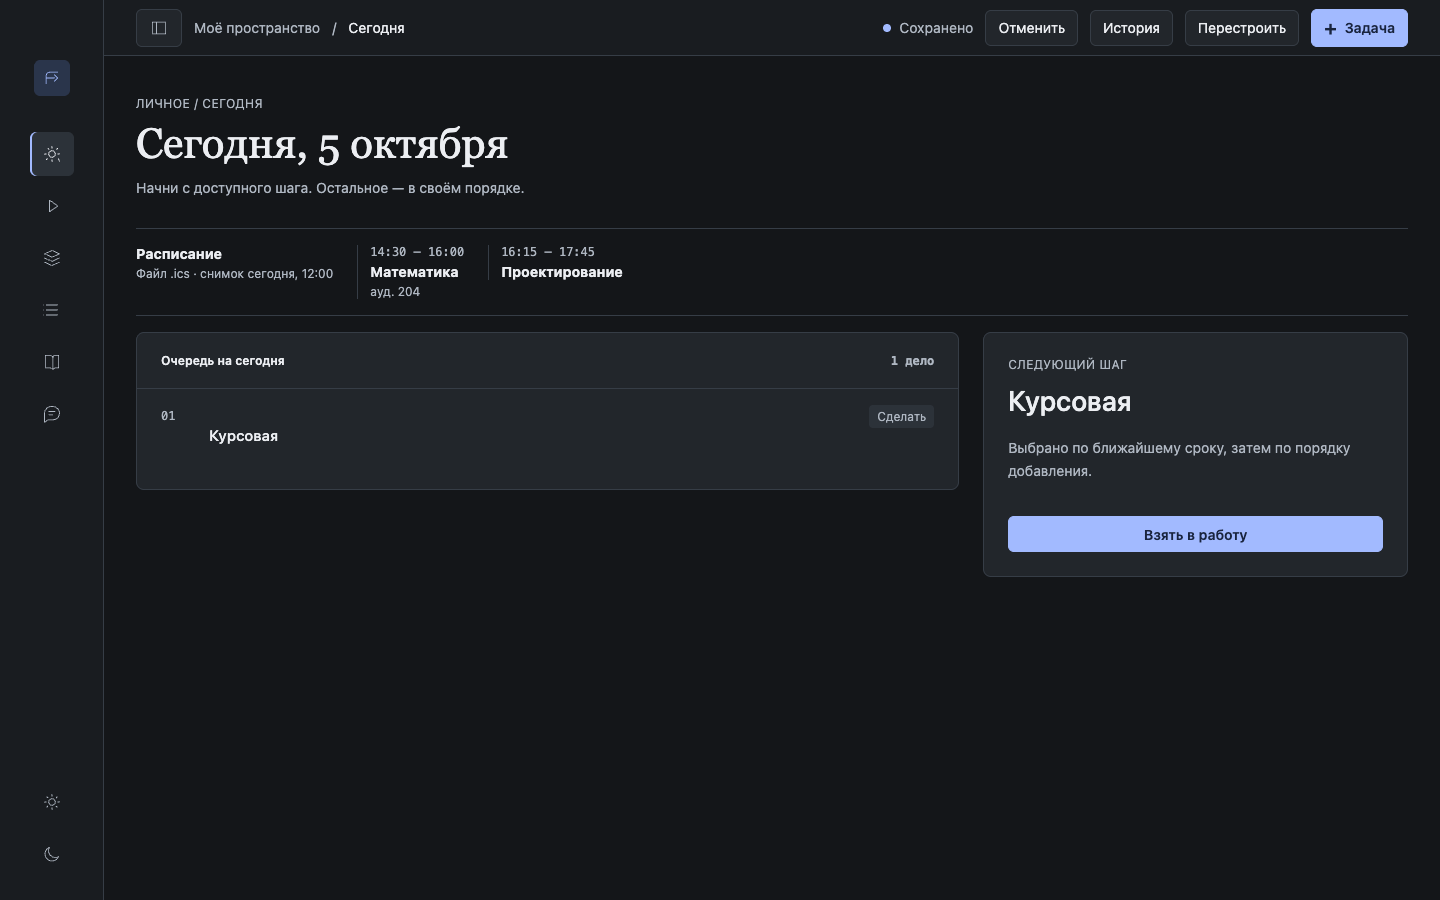 Моё пространство / Сегодня
Сохранено
Отменить
История
Перестроить
+ Задача
ЛИЧНОЕ / СЕГОДНЯ
Сегодня, 5 октября
Начни с доступного шага. Остальное — в своём порядке.
Расписание
Файл .ics · снимок сегодня, 12:00
14:30 — 16:00
Математика
ауд. 204
16:15 — 17:45
Проектирование
Очередь на сегодня
1 дело
01
Курсовая
Сделать
СЛЕДУЮЩИЙ ШАГ
Курсовая
Выбрано по ближайшему сроку, затем по порядку
добавления.
Взять в работу